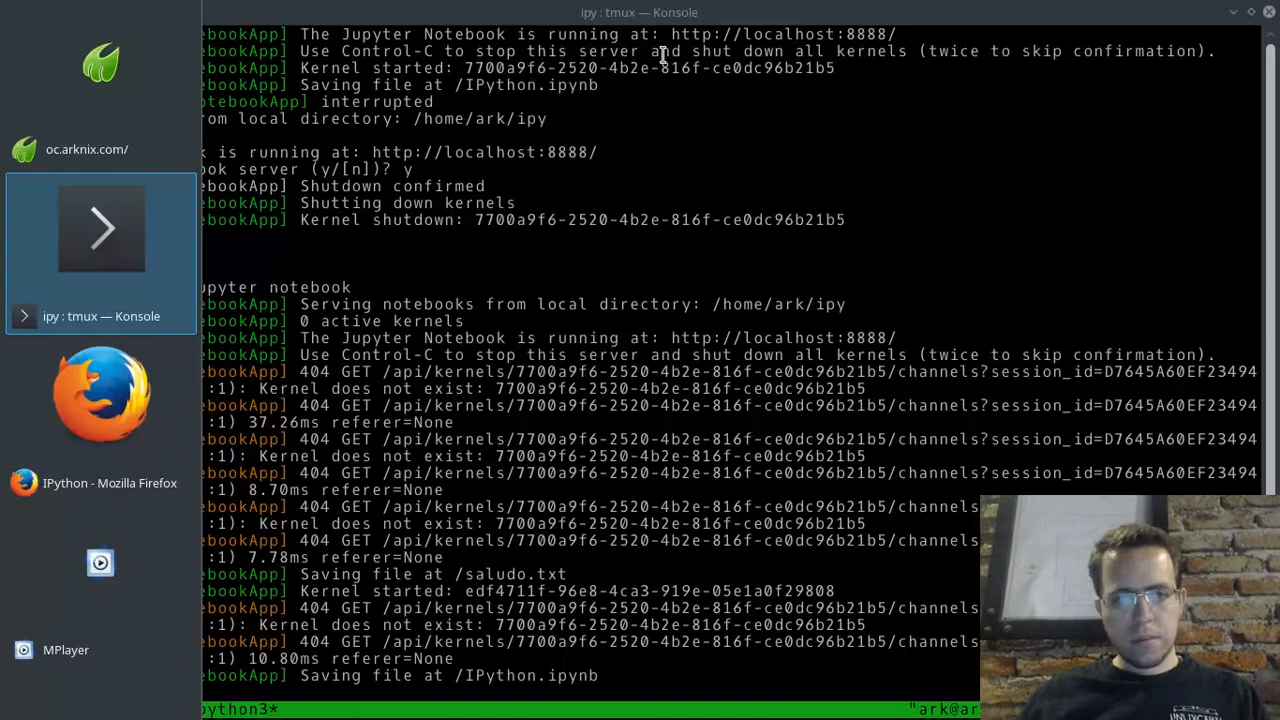 ipy : tmux — Konsole
ebookApp] The Jupyter Notebook is running at: http://localhost:8888/
ebookApp] Use Control-C to stop this server and shut down all kernels (twice to skip confirmation).
ebookApp] Kernel started: 7700a9f6-2520-4b2e-816f-ce0dc96b21b5
ebookApp] Saving file at /IPython.ipynb
otebookApp] interrupted
rom local directory: /home/ark/ipy
k is running at: http://localhost:8888/
ook server (y/[n])? y
ebookApp] Shutdown confirmed
ebookApp] Shutting down kernels
ebookApp] Kernel shutdown: 7700a9f6-2520-4b2e-816f-ce0dc96b21b5
upyter notebook
ebookApp] Serving notebooks from local directory: /home/ark/ipy
ebookApp] 0 active kernels
ebookApp] The Jupyter Notebook is running at: http://localhost:8888/
ebookApp] Use Control-C to stop this server and shut down all kernels (twice to skip confirmation).
ebookApp] 404 GET /api/kernels/7700a9f6-2520-4b2e-816f-ce0dc96b21b5/channels?session_id=D7645A60EF23494
:1): Kernel does not exist: 7700a9f6-2520-4b2e-816f-ce0dc96b21b5
ebookApp] 404 GET /api/kernels/7700a9f6-2520-4b2e-816f-ce0dc96b21b5/channels?session_id=D7645A60EF23494
:1) 37.26ms referer=None
ebookApp] 404 GET /api/kernels/7700a9f6-2520-4b2e-816f-ce0dc96b21b5/channels?session_id=D7645A60EF23494
:1): Kernel does not exist: 7700a9f6-2520-4b2e-816f-ce0dc96b21b5
ebookApp] 404 GET /api/kernels/7700a9f6-2520-4b2e-816f-ce0dc96b21b5/channels?session_id=D7645A60EF23494
:1) 8.70ms referer=None
ebookApp] 404 GET /api/kernels/7700a9f6-2520-4b2e-816f-ce0dc96b21b5/channels
:1): Kernel does not exist: 7700a9f6-2520-4b2e-816f-ce0dc96b21b5
ebookApp] 404 GET /api/kernels/7700a9f6-2520-4b2e-816f-ce0dc96b21b5/channels
:1) 7.78ms referer=None
ebookApp] Saving file at /saludo.txt
ebookApp] Kernel started: edf4711f-96e8-4ca3-919e-05e1a0f29808
ebookApp] 404 GET /api/kernels/7700a9f6-2520-4b2e-816f-ce0dc96b21b5/channels
:1): Kernel does not exist: 7700a9f6-2520-4b2e-816f-ce0dc96b21b5
ebookApp] 404 GET /api/kernels/7700a9f6-2520-4b2e-816f-ce0dc96b21b5/channels
:1) 10.80ms referer=None
ebookApp] Saving file at /IPython.ipynb
python3* "ark@ar
oc.arknix.com/
ipy : tmux — Konsole
IPython - Mozilla Firefox
MPlayer